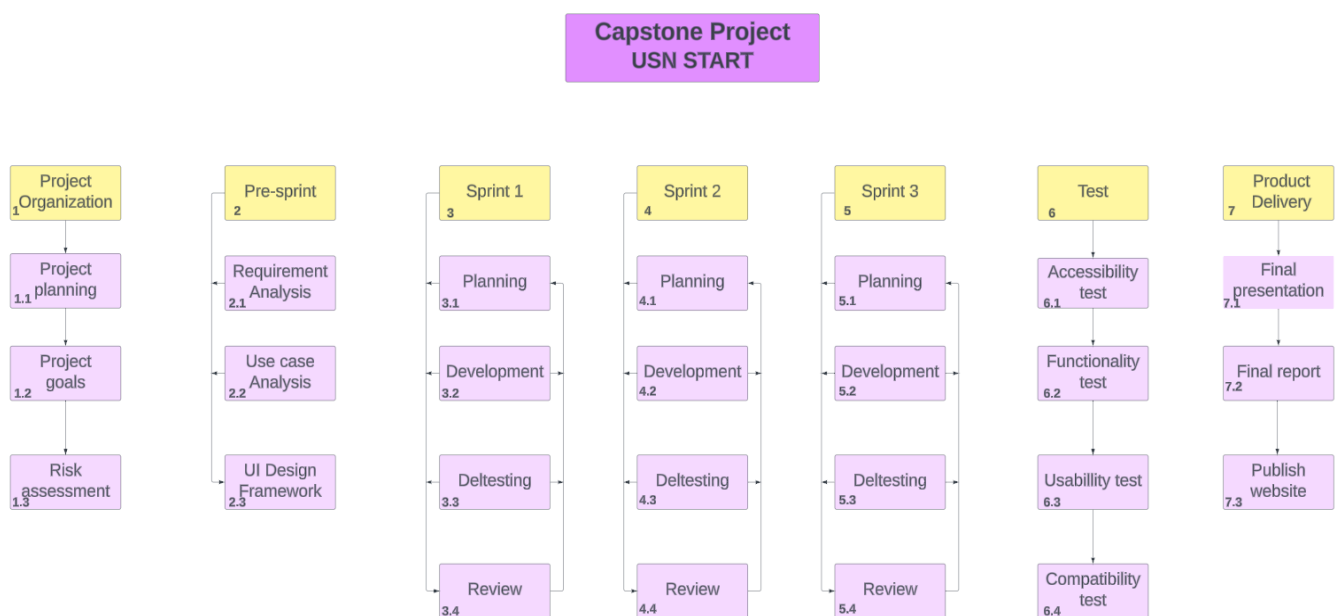 Capstone Project
USN START
Project
Organization
1
Pre-sprint
2
Sprint 1
3
Sprint 2
4
Sprint 3
5
Test
6
Product
Delivery
7
Project
planning
1.1
Requirement
Analysis
2.1
Planning
3.1
Planning
4.1
Planning
5.1
Accessibility
test
6.1
Final
presentation
7.1
Project
goals
1.2
Use case
Analysis
2.2
Development
3.2
Development
4.2
Development
5.2
Functionality
test
6.2
Final report
7.2
Risk
assessment
1.3
UI Design
Framework
2.3
Deltesting
3.3
Deltesting
4.3
Deltesting
5.3
Usabillity test
6.3
Publish
website
7.3
Review
3.4
Review
4.4
Review
5.4
Compatibility
test
6.4